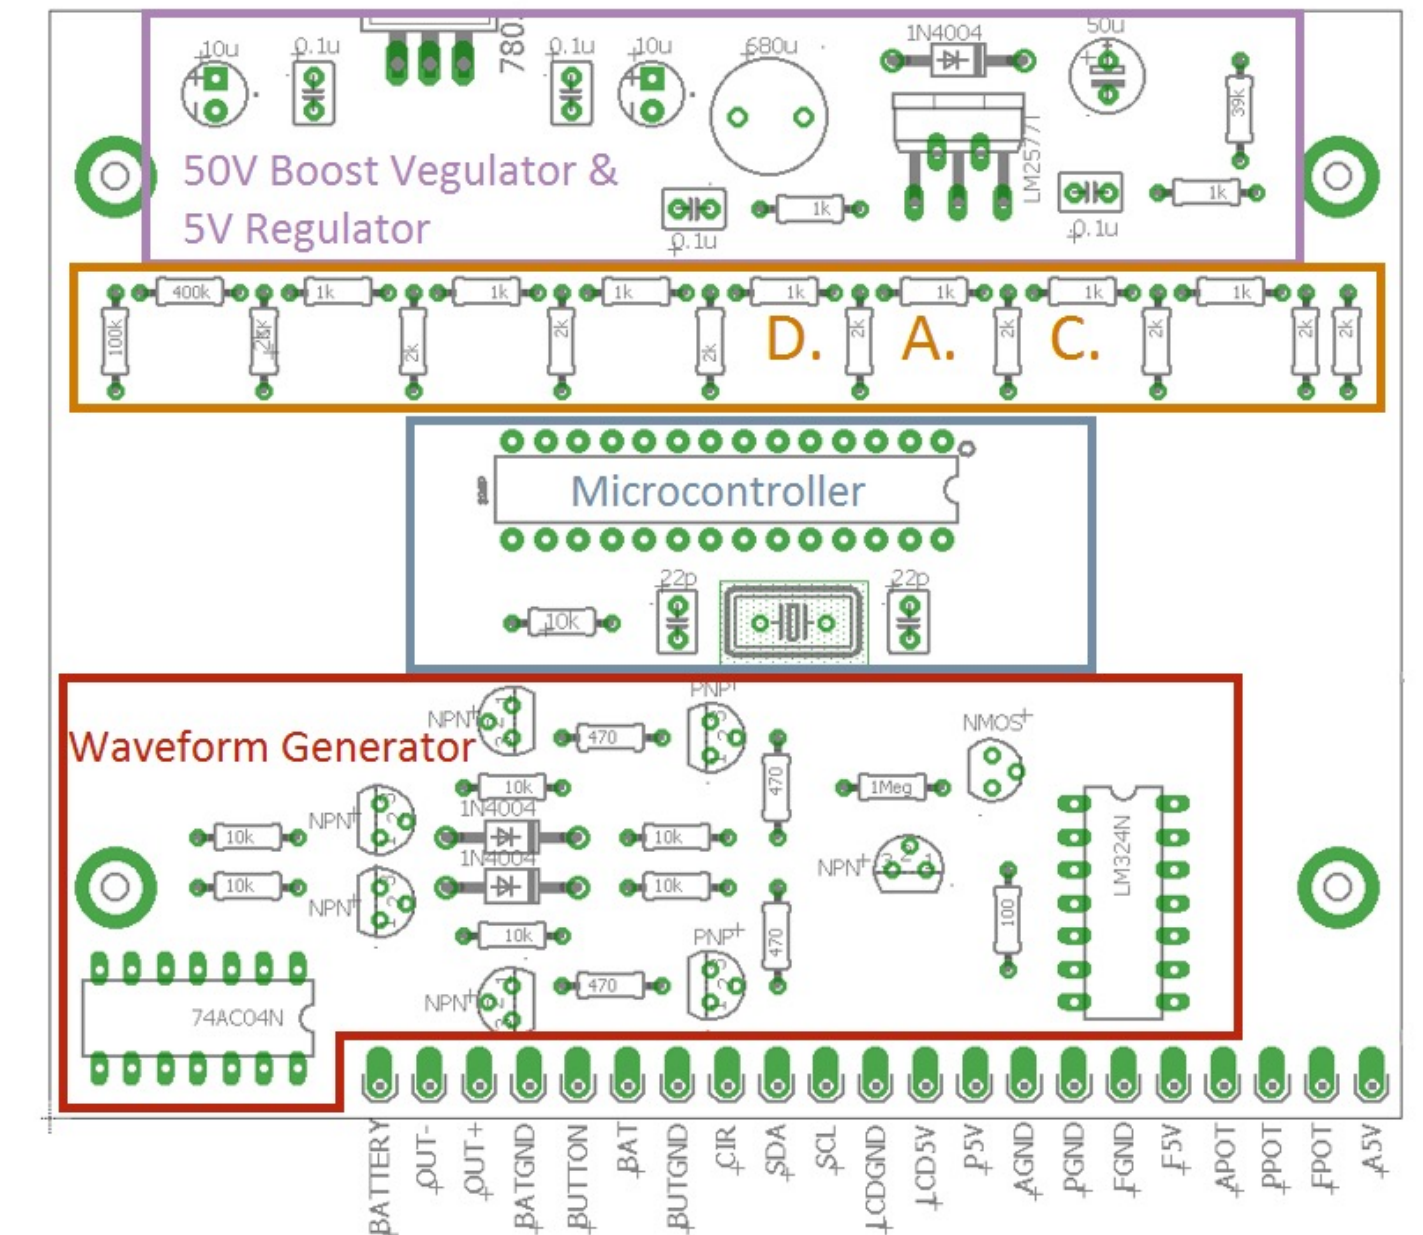 10u
0.1u
780
0.1u
10u
680u
1N4004
50u
39k
50V Boost Vegulator &
5V Regulator
LM2577T
0.1u
1k
0.1u
1k
400k
1k
1k
1k
1k
1k
1k
1k
100k
2k
2k
2k
2k
2k
2k
2k
2k
2k
D. A. C.
Microcontroller
10k
22p
22p
Waveform Generator
NPN
470
PNP
NMOS
10k
470
1Meg
NPN
1N4004
10k
10k
1N4004
NPN
LM324N
10k
10k
NPN
100
10k
PNP
470
NPN
470
74AC04N
BATTERY
OUT-
OUT+
BATGND
BUTTON
BAT
BUTGND
CIR
SDA
SCL
LCDGND
LCD5V
P5V
AGND
PGND
FGND
F5V
APOT
PPOT
FPOT
A5V